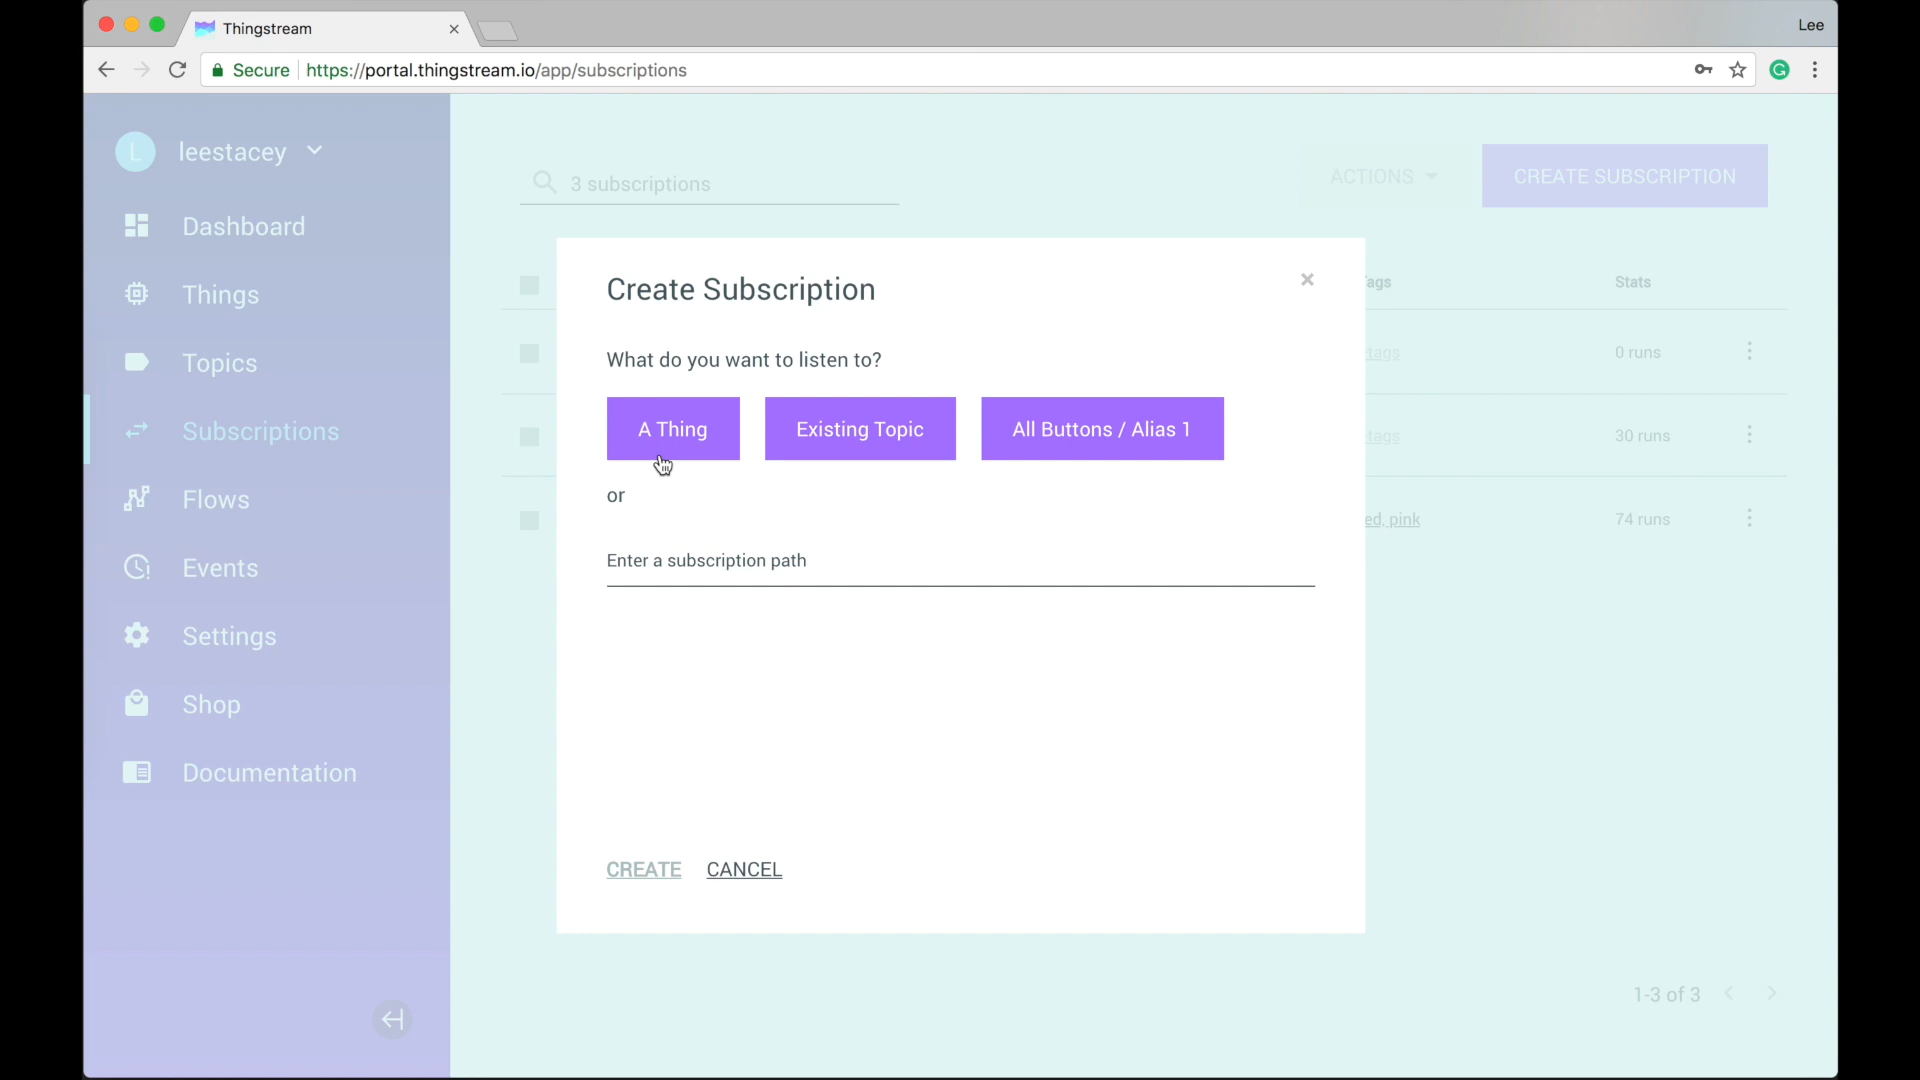 Thingstream
Lee
Secure https://portal.thingstream.io/app/subscriptions
L leestacey
Dashboard
Things
Topics
Subscriptions
Flows
Events
Settings
Shop
Documentation
3 subscriptions
ACTIONS
CREATE SUBSCRIPTION
Create Subscription
What do you want to listen to?
A Thing Existing Topic All Buttons / Alias 1
or
Enter a subscription path
CREATE CANCEL
Stats
tags 0 runs
tags 30 runs
pink 74 runs
1-3 of 3